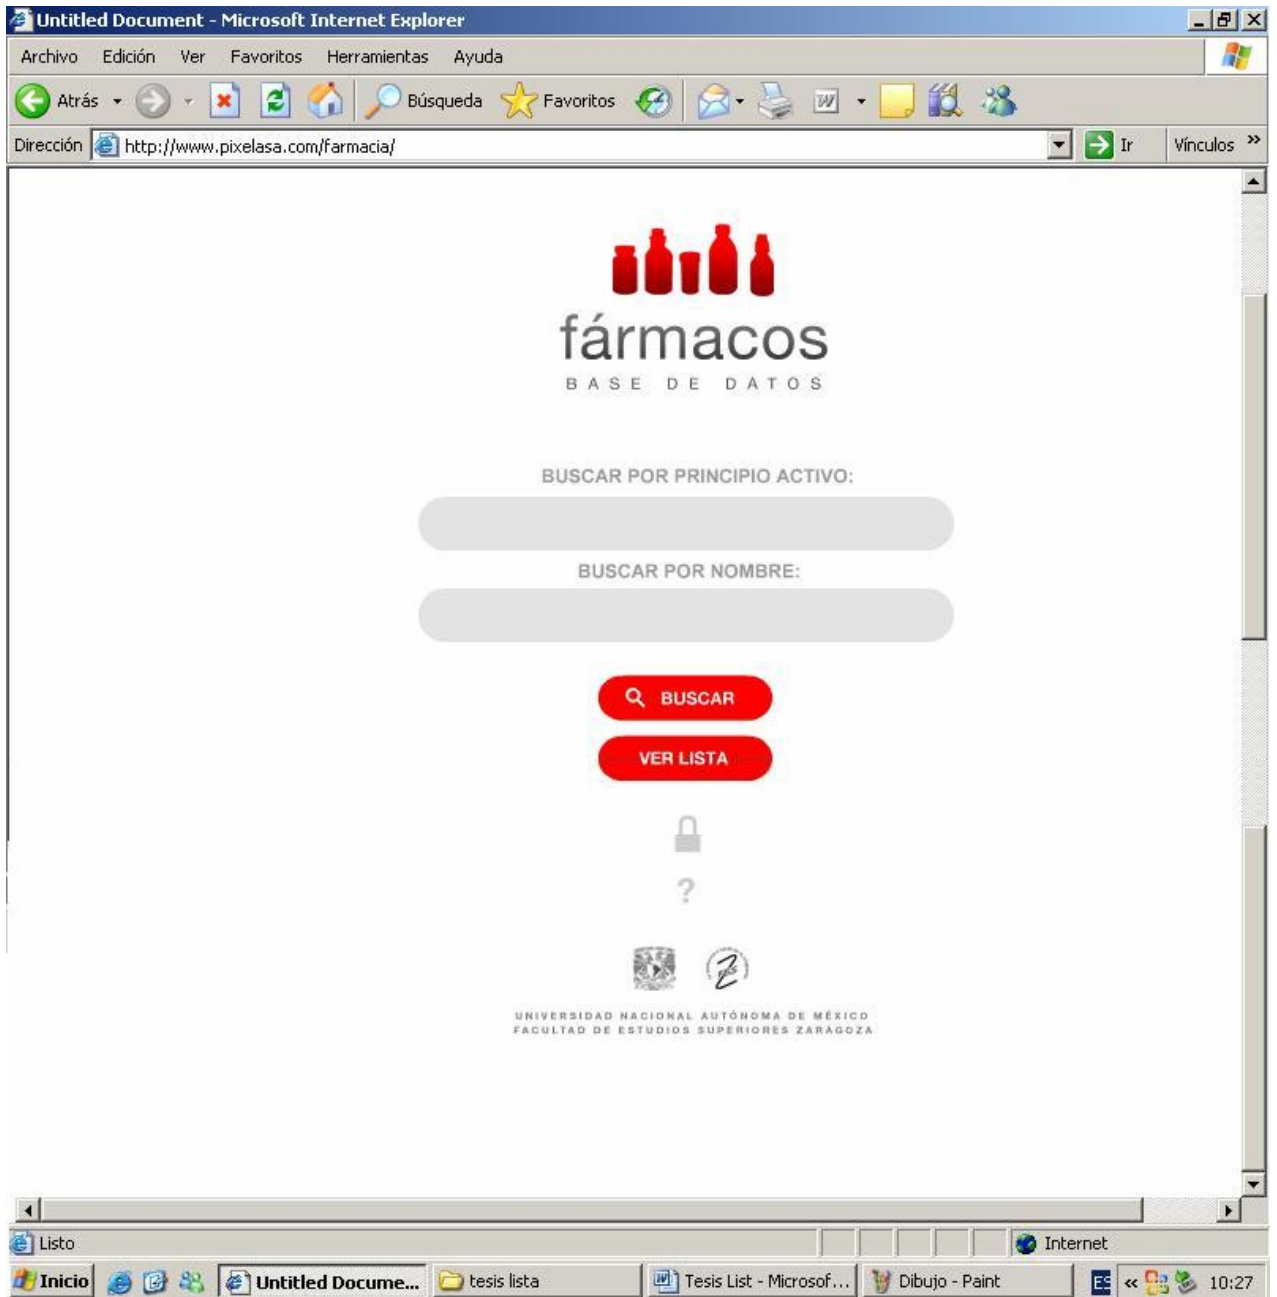 Untitled Document - Microsoft Internet Explorer
Archivo Edición Ver Favoritos Herramientas Ayuda
Atrás Búsqueda Favoritos
Dirección http://www.pixelasa.com/farmacia/ Ir Vínculos »
fármacos
BASE DE DATOS
BUSCAR POR PRINCIPIO ACTIVO:
BUSCAR POR NOMBRE:
BUSCAR
VER LISTA
?
UNIVERSIDAD NACIONAL AUTÓNOMA DE MÉXICO
FACULTAD DE ESTUDIOS SUPERIORES ZARAGOZA
Listo Internet
Inicio Untitled Docume... tesis lista Tesis List - Microsof... Dibujo - Paint ES « 10:27